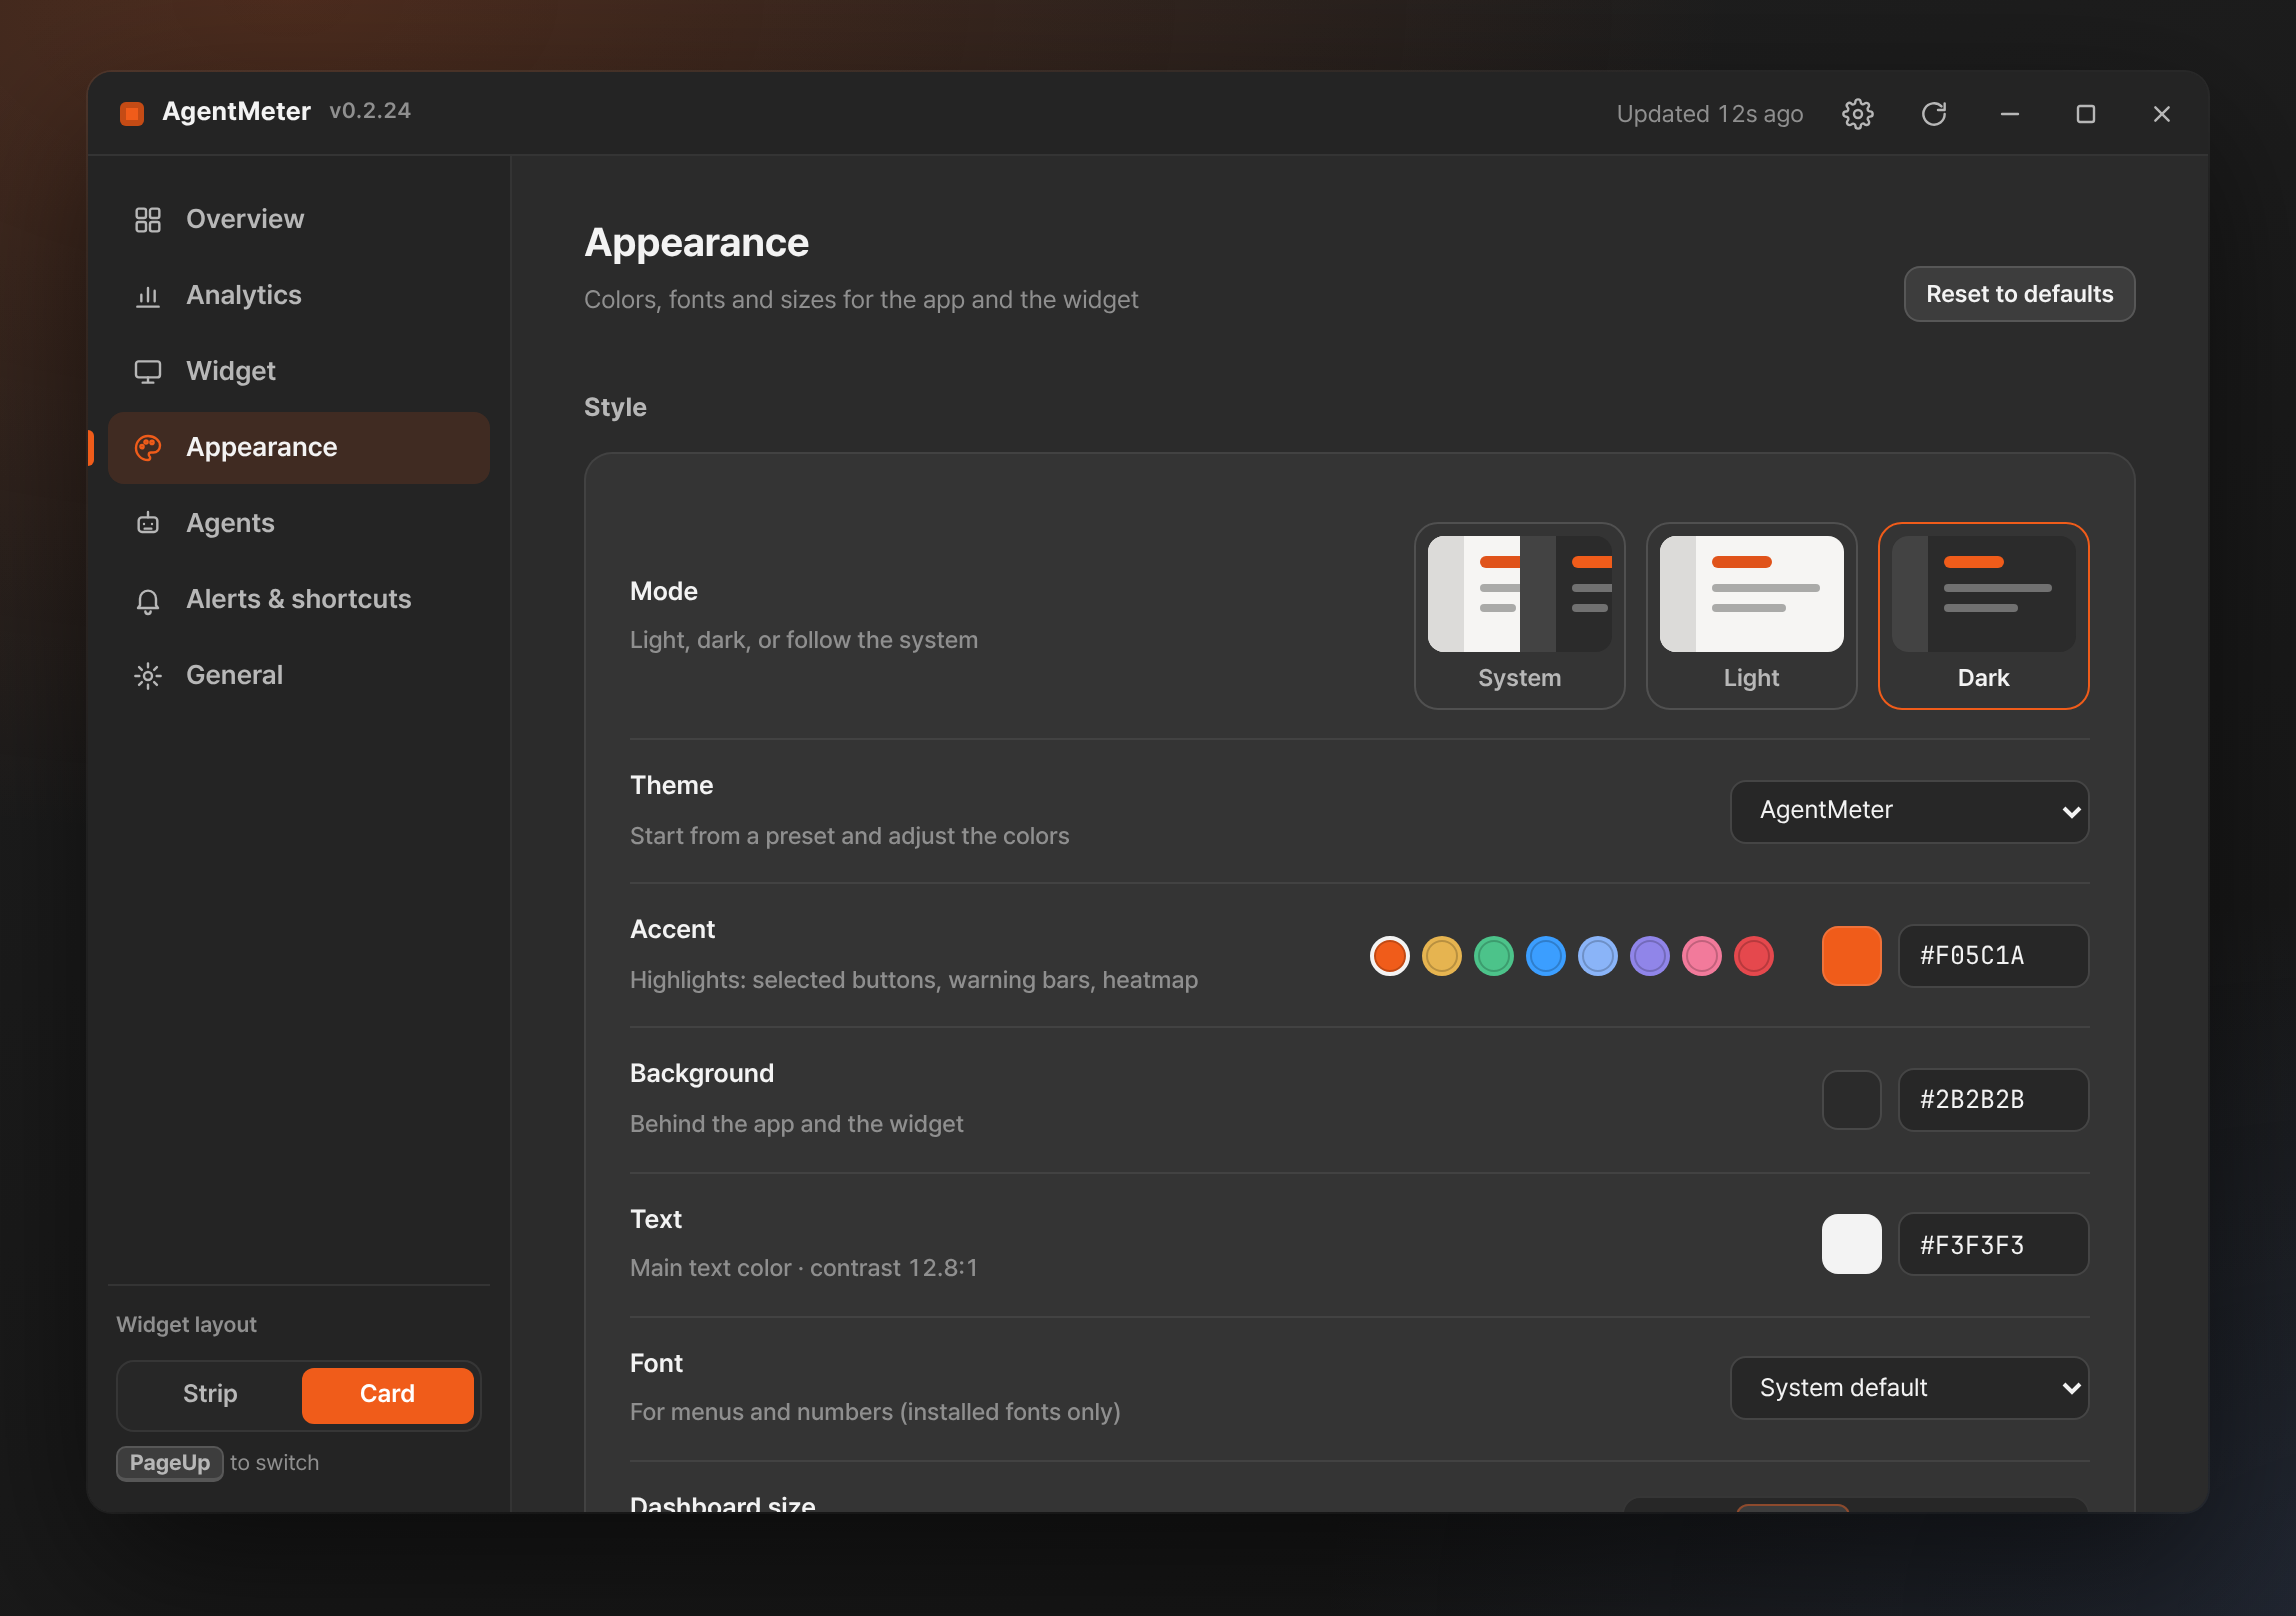 AgentMeter v0.2.24
Updated 12s ago
Overview
Analytics
Widget
Appearance
Agents
Alerts & shortcuts
General
Widget layout
Strip
Card
PageUp to switch
Appearance
Colors, fonts and sizes for the app and the widget
Reset to defaults
Style
Mode
Light, dark, or follow the system
System
Light
Dark
Theme
Start from a preset and adjust the colors
AgentMeter
Accent
Highlights: selected buttons, warning bars, heatmap
#F05C1A
Background
Behind the app and the widget
#2B2B2B
Text
Main text color · contrast 12.8:1
#F3F3F3
Font
For menus and numbers (installed fonts only)
System default
Dashboard size